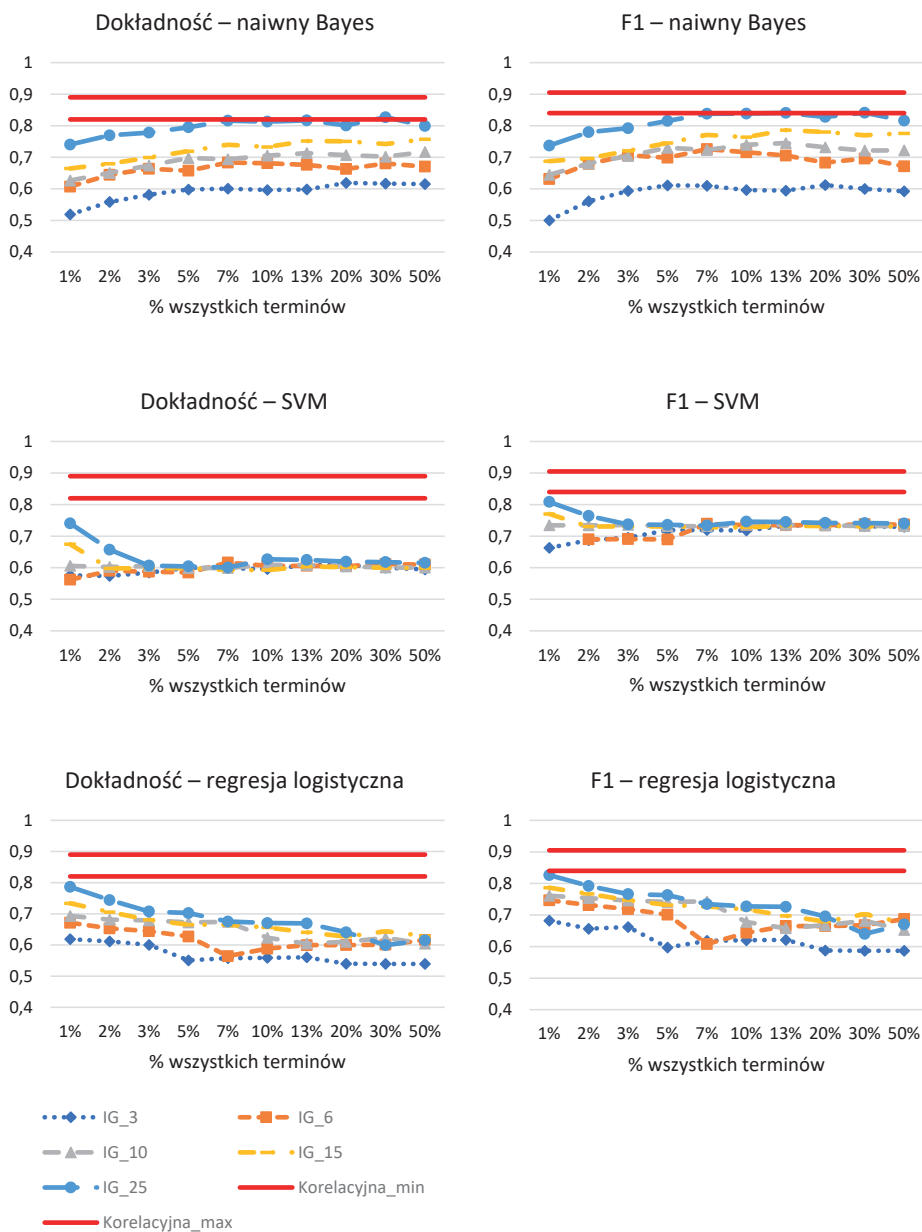 Dokładność – naiwny Bayes
1
0,9
0,8
0,7
0,6
0,5
0,4
1% 2% 3% 5% 7% 10% 13% 20% 30% 50%
% wszystkich terminów
F1 – naiwny Bayes
1
0,9
0,8
0,7
0,6
0,5
0,4
1% 2% 3% 5% 7% 10% 13% 20% 30% 50%
% wszystkich terminów
Dokładność – SVM
1
0,9
0,8
0,7
0,6
0,5
0,4
1% 2% 3% 5% 7% 10% 13% 20% 30% 50%
% wszystkich terminów
F1 – SVM
1
0,9
0,8
0,7
0,6
0,5
0,4
1% 2% 3% 5% 7% 10% 13% 20% 30% 50%
% wszystkich terminów
Dokładność – regresja logistyczna
1
0,9
0,8
0,7
0,6
0,5
0,4
1% 2% 3% 5% 7% 10% 13% 20% 30% 50%
% wszystkich terminów
F1 – regresja logistyczna
1
0,9
0,8
0,7
0,6
0,5
0,4
1% 2% 3% 5% 7% 10% 13% 20% 30% 50%
% wszystkich terminów
IG_3 IG_6
IG_10 IG_15
IG_25 Korelacyjna_min
Korelacyjna_max